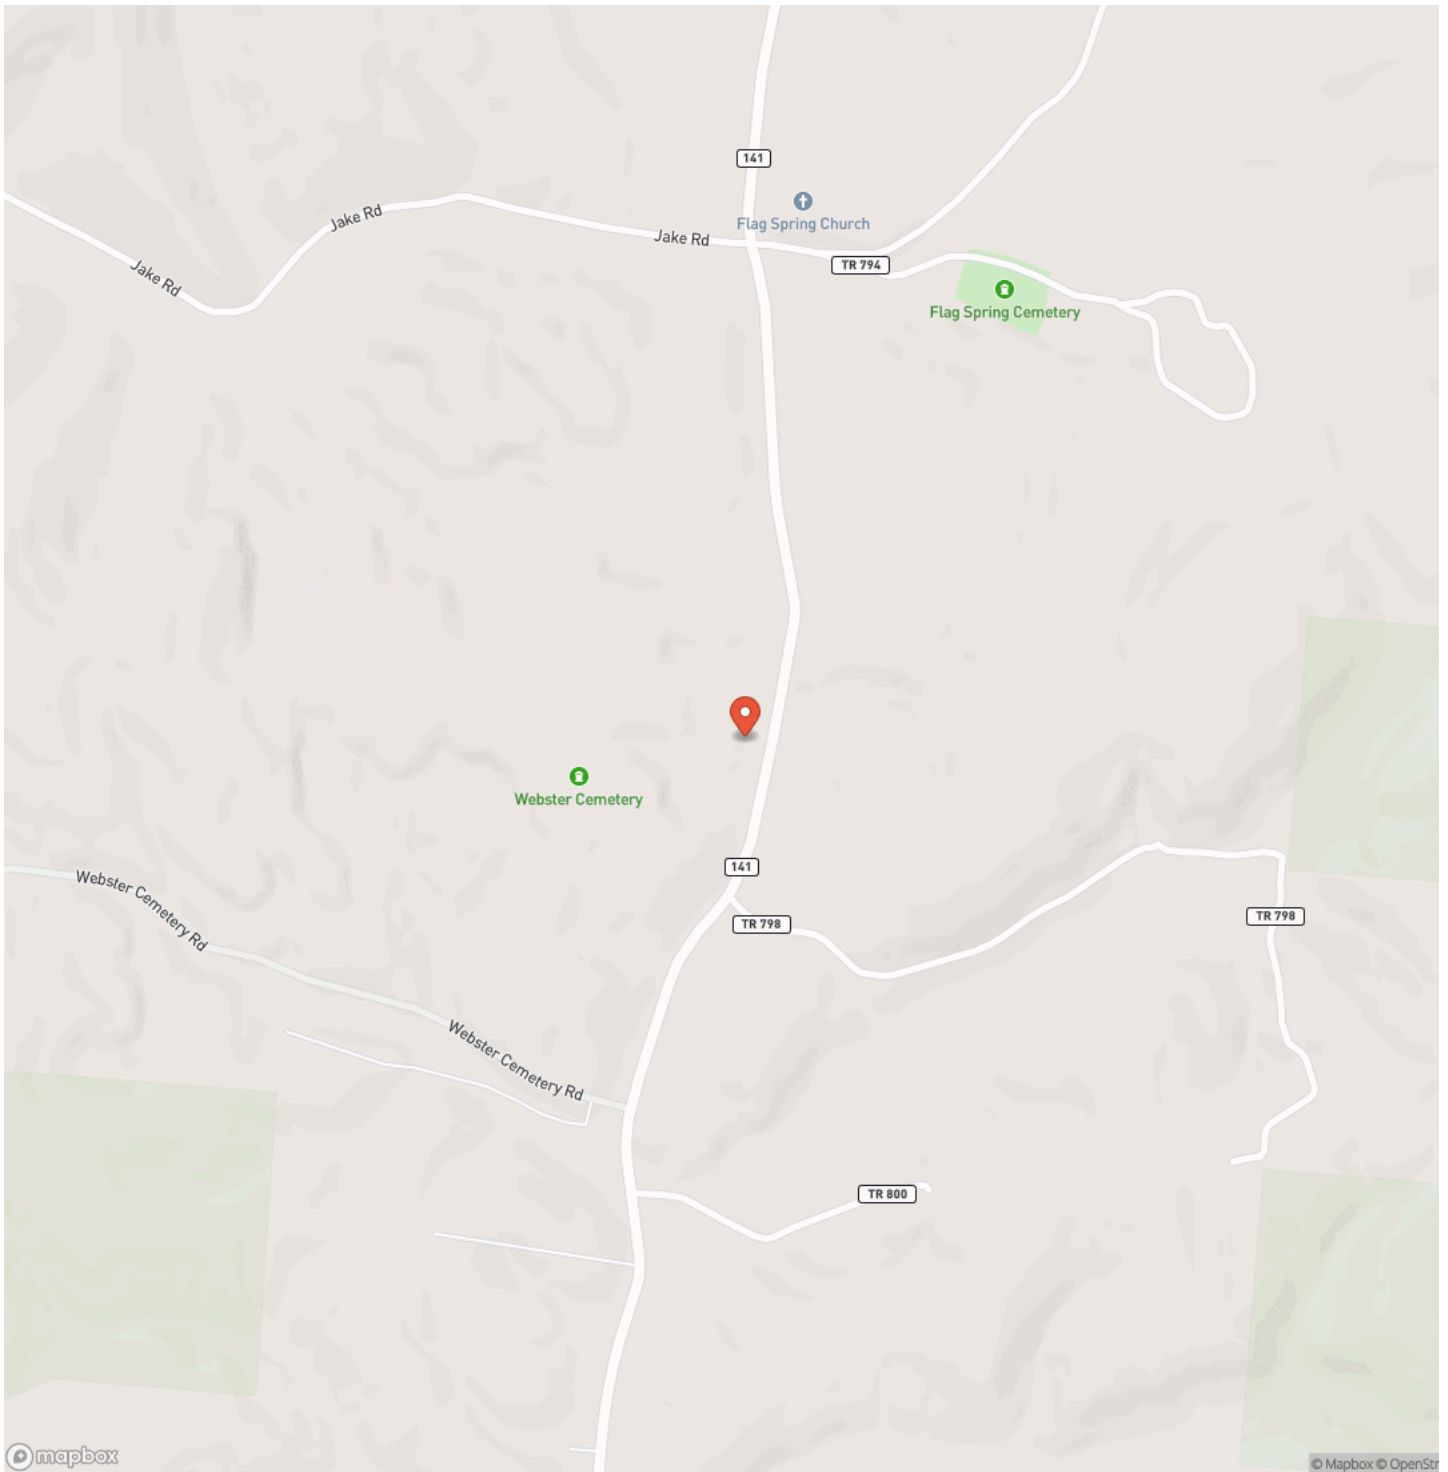 141
Flag Spring Church
Jake Rd
Jake Rd
Jake Rd
TR 794
Flag Spring Cemetery
Webster Cemetery
141
Webster Cemetery Rd
TR 798
TR 798
Webster Cemetery Rd
TR 800
mapbox
© Mapbox © OpenStr